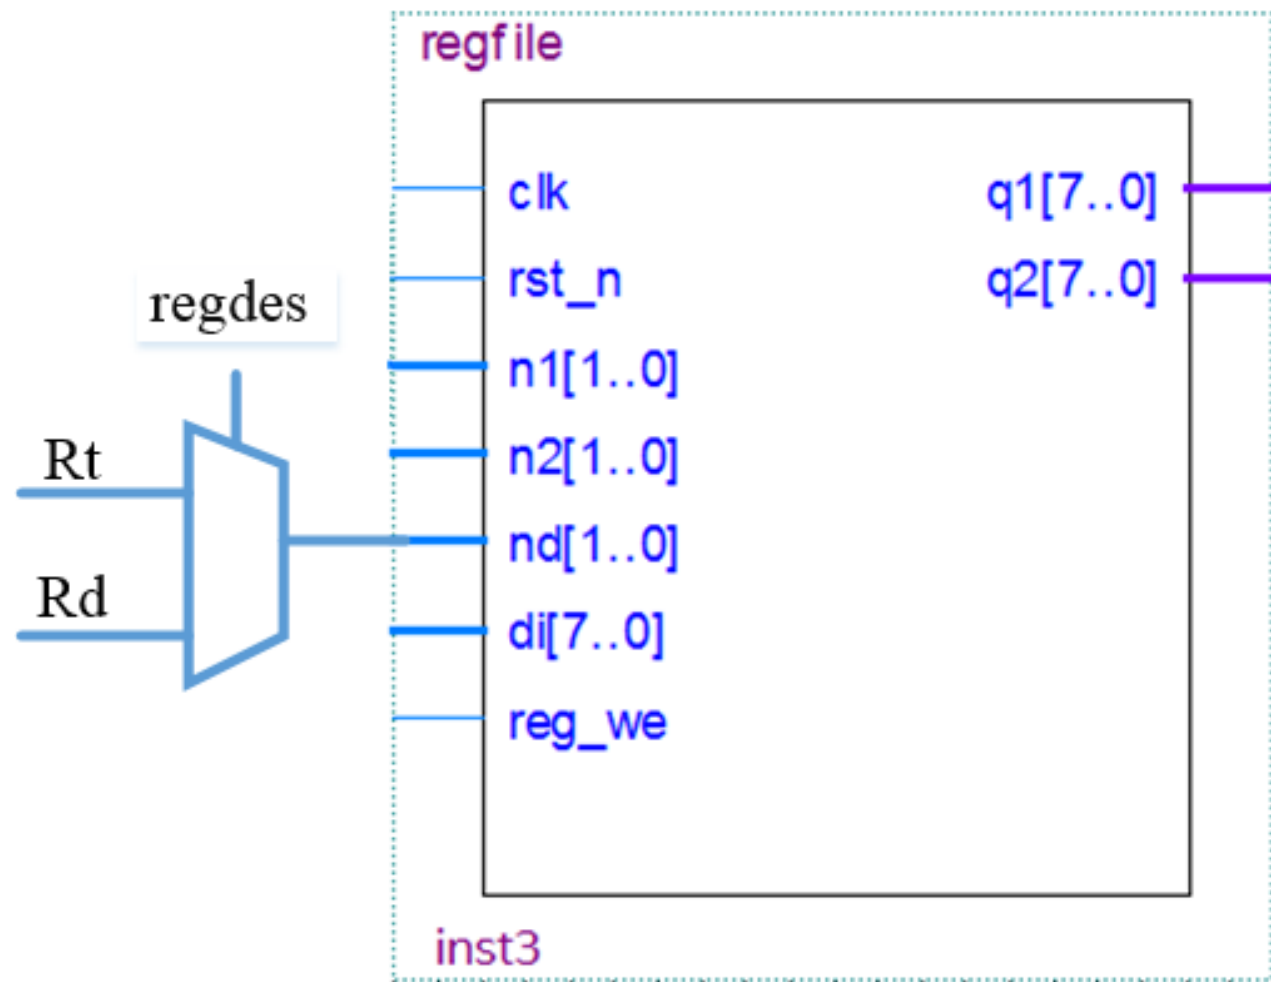 regfile
clk
q1[7..0]
rst_n
q2[7..0]
regdes
n1[1..0]
Rt
n2[1..0]
nd[1..0]
Rd
di[7..0]
reg_we
inst3